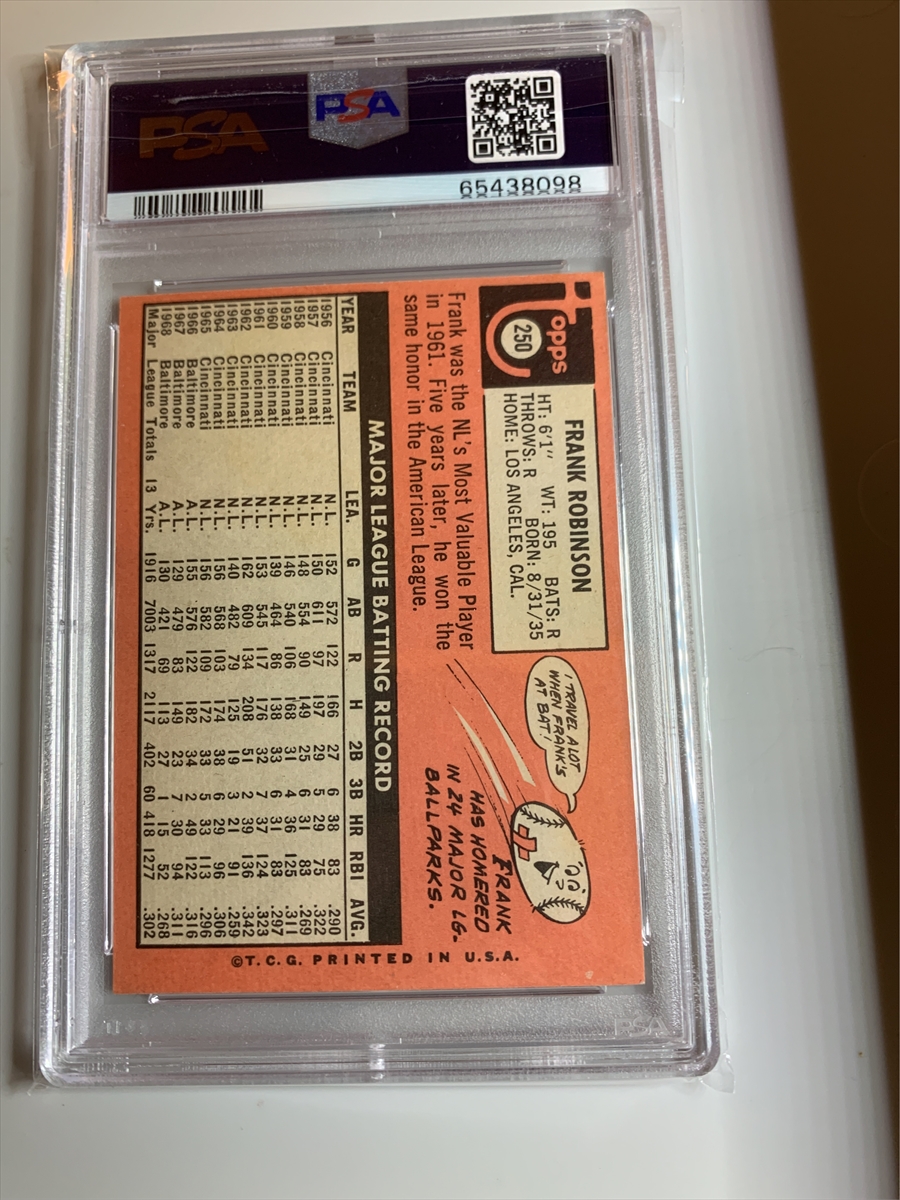 PSA
PSA
65438098
Topps
250
FRANK ROBINSON
HT: 6'1" WT: 195 BATS: R
THROWS: R BORN: 8/31/35
HOME: LOS ANGELES, CAL.
Frank was the NL's Most Valuable Player
in 1961. Five years later, he won the
same honor in the American League.
I TRAVEL A LOT
WHEN FRANK'S
AT BAT!
FRANK
HAS HOMERED
IN 24 MAJOR LG.
BALLPARKS.
MAJOR LEAGUE BATTING RECORD
YEAR TEAM LEA. G AB R H 2B 3B HR RBI AVG.
1956 Cincinnati N.L. 152 572 122 166 27 6 38 83 .290
1957 Cincinnati N.L. 150 611 97 197 29 5 29 75 .322
1958 Cincinnati N.L. 148 554 90 149 25 6 31 83 .269
1959 Cincinnati N.L. 146 540 106 168 31 4 36 125 .311
1960 Cincinnati N.L. 139 464 86 138 33 6 31 83 .297
1961 Cincinnati N.L. 153 545 117 176 32 7 37 124 .323
1962 Cincinnati N.L. 162 609 134 208 51 2 39 136 .342
1963 Cincinnati N.L. 140 482 79 125 19 3 21 91 .259
1964 Cincinnati N.L. 156 568 103 174 38 6 29 96 .306
1965 Cincinnati N.L. 156 582 109 172 33 5 33 113 .296
1966 Baltimore A.L. 155 576 122 182 34 2 49 122 .316
1967 Baltimore A.L. 129 479 83 149 23 7 30 94 .311
1968 Baltimore A.L. 130 421 69 113 27 1 15 52 .268
Major League Totals 13 Yrs. 1916 7003 1317 2117 402 60 418 1277 .302
©T.C.G. PRINTED IN U.S.A.
PSA